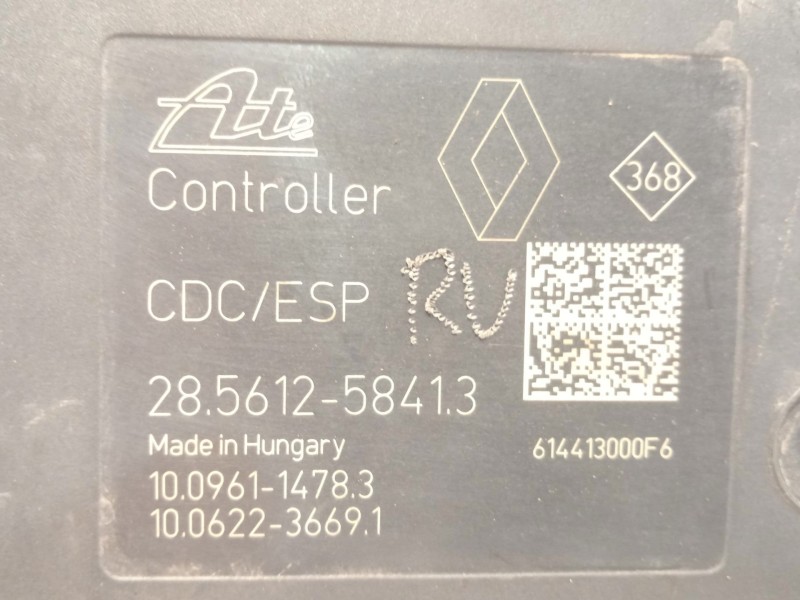 Ate
Controller
368
CDC/ESP RU
28.5612-5841.3
Made in Hungary
614413000F6
10.0961-1478.3
10.0622-3669.1